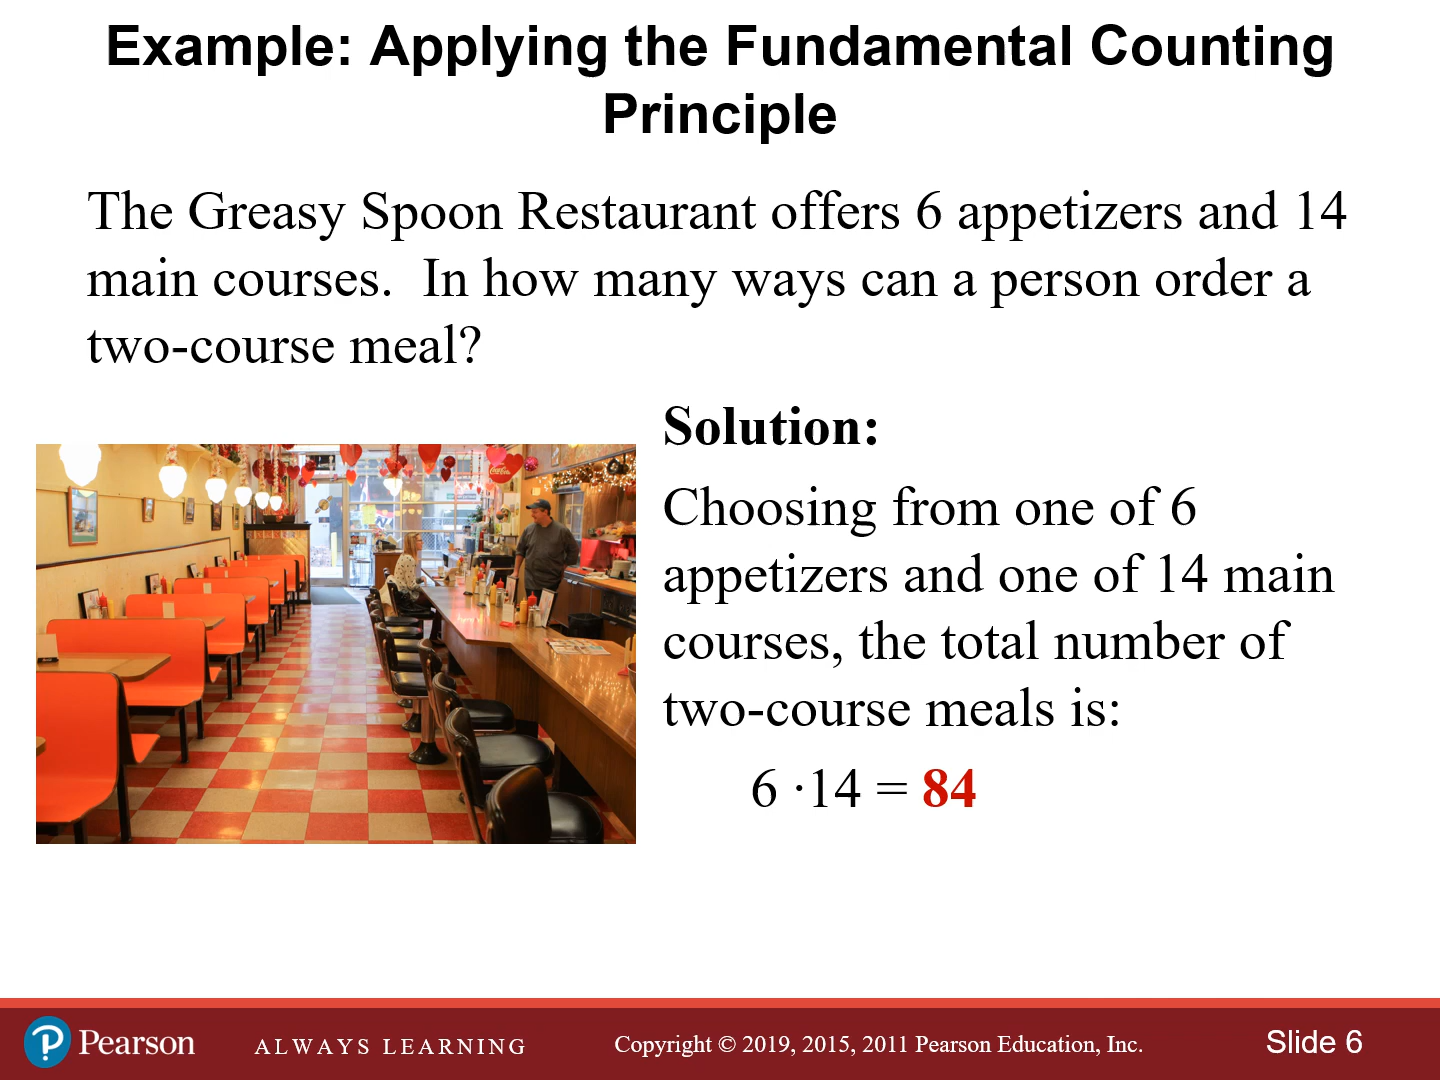 Example: Applying the Fundamental Counting
Principle
The Greasy Spoon Restaurant offers 6 appetizers and 14
main courses.  In how many ways can a person order a
two-course meal?
Solution:
Choosing from one of 6
appetizers and one of 14 main
courses, the total number of
two-course meals is:
6 ·14 = 84
Pearson
ALWAYS LEARNING
Copyright © 2019, 2015, 2011 Pearson Education, Inc.
Slide 6